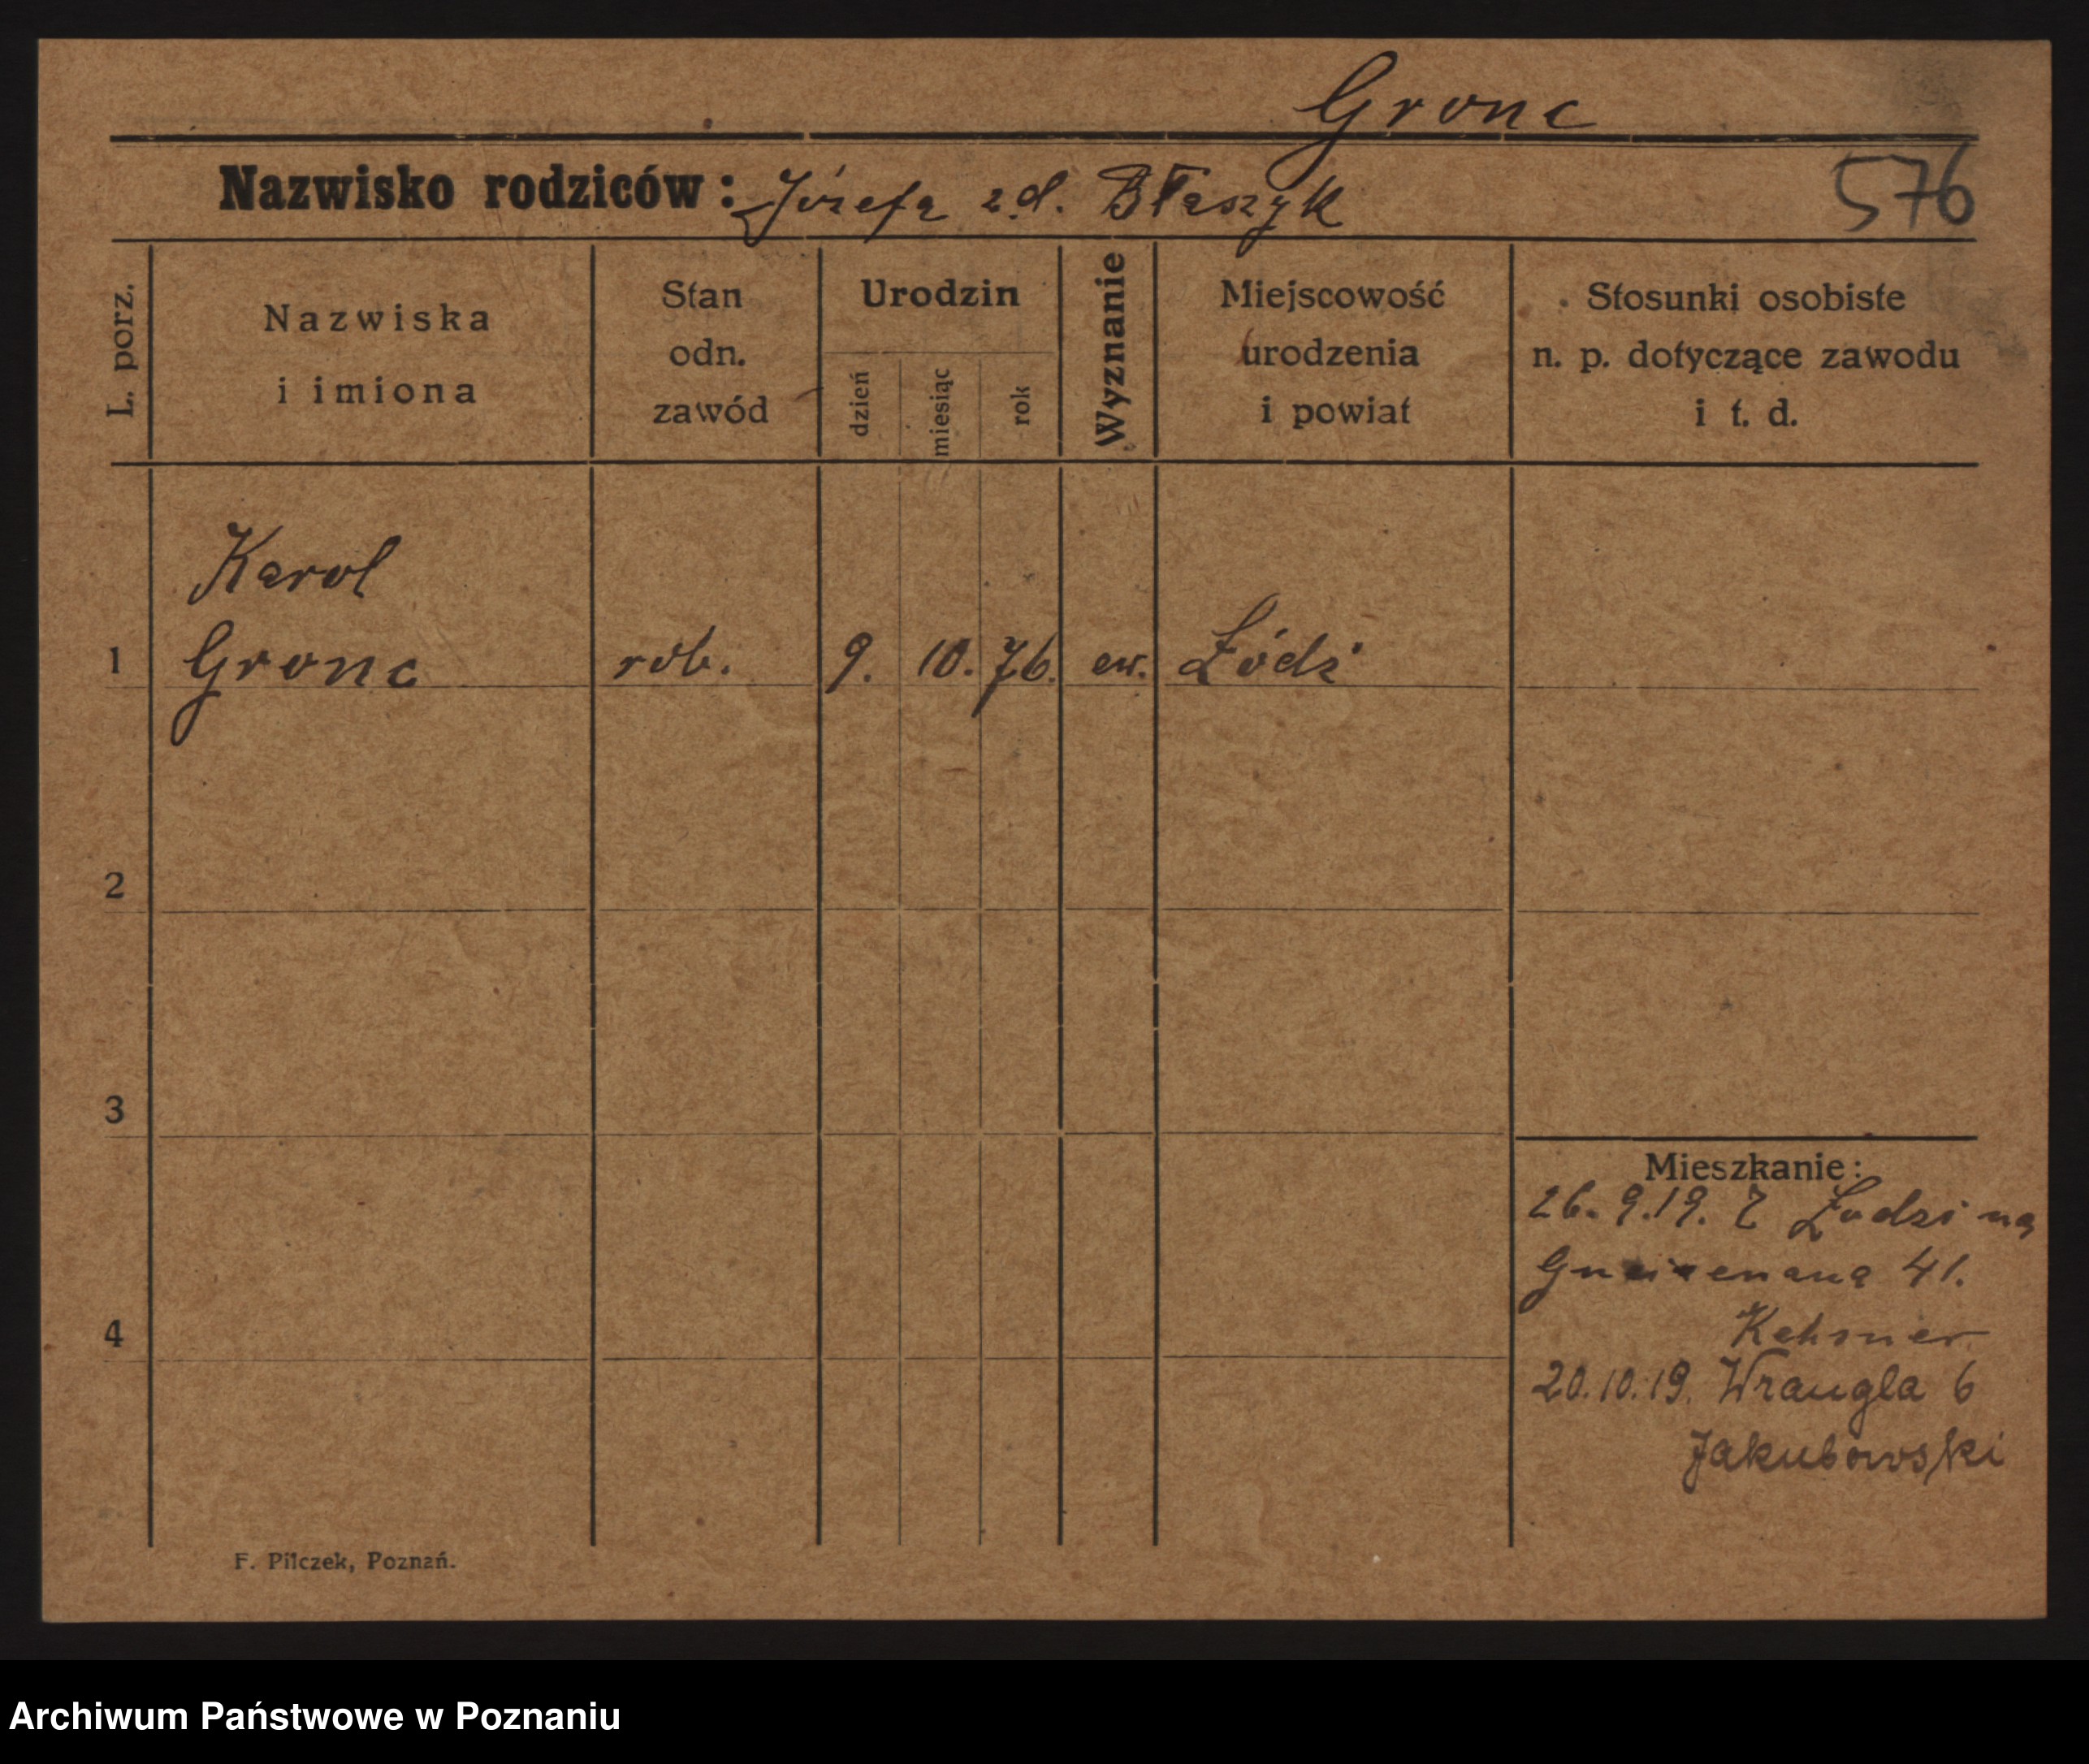 Gronc
Nazwisko rodziców: Józefa z d. Błaszyk
576
L. porz.
Nazwiska
i imiona
Stan
odn.
zawód
Urodzin
dzień
miesiąc
rok
Wyznanie
Miejscowość
urodzenia
i powiat
Stosunki osobiste
n. p. dotyczące zawodu
i t. d.
Karol
1 Gronc rob. 9. 10. 76. ew. Łódź
2
3
4
Mieszkanie:
26. 9. 19. Z Łodzi na
41.
Kehsner
20. 10. 19. Wrangla 6
Jakubowski
F. Pilczek, Poznań.
Archiwum Państwowe w Poznaniu